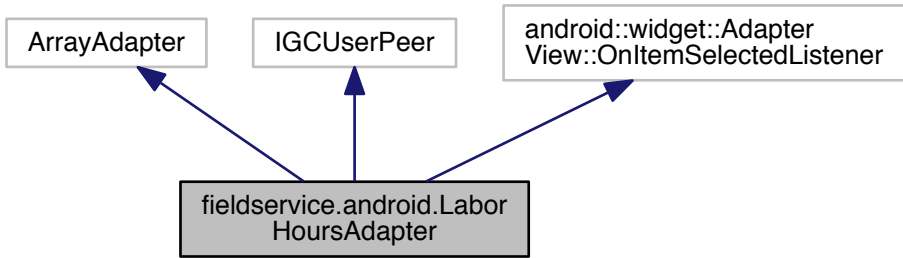 ArrayAdapter
IGCUserPeer
android::widget::Adapter
View::OnItemSelectedListener
fieldservice.android.Labor
HoursAdapter